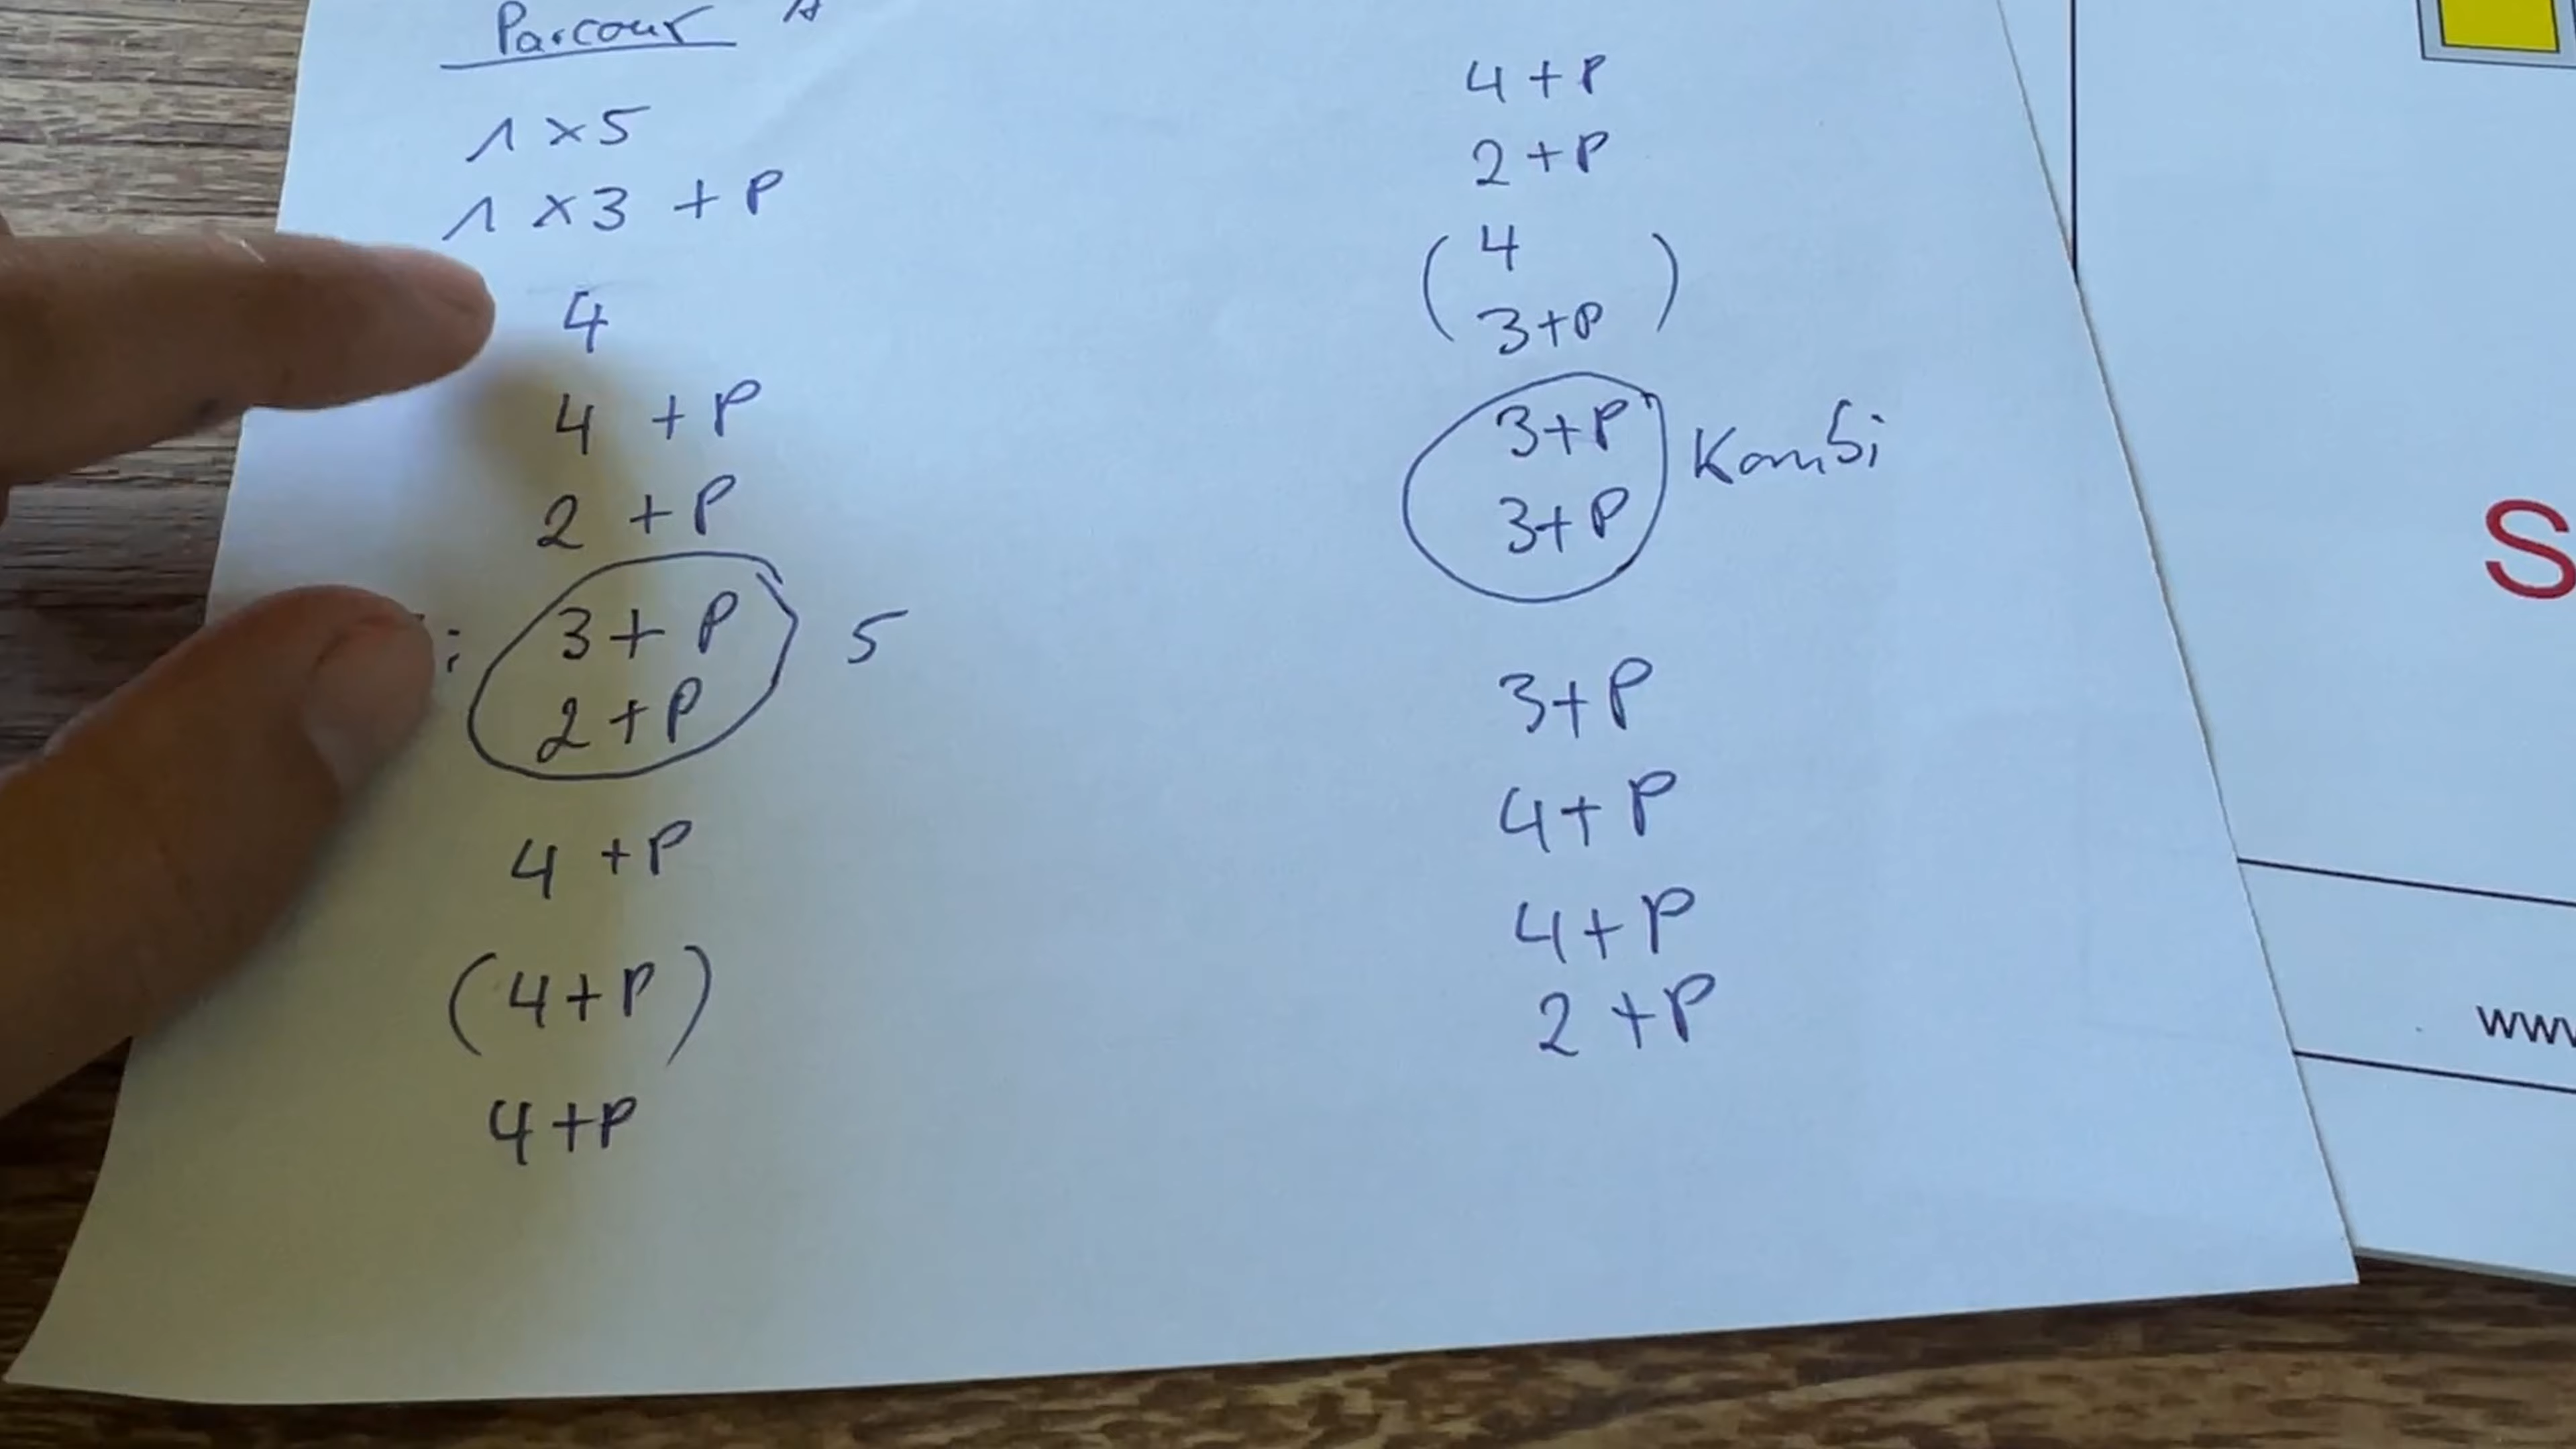 Parcour
1 x 5
1 x 3 + P
4
4 + P
2 + P
3 + P 5
2 + P
4 + P
(4 + P)
4 + P
4 + P
2 + P
(4
3 + P)
3 + P Kombi
3 + P
3 + P
4 + P
4 + P
2 + P
S
www